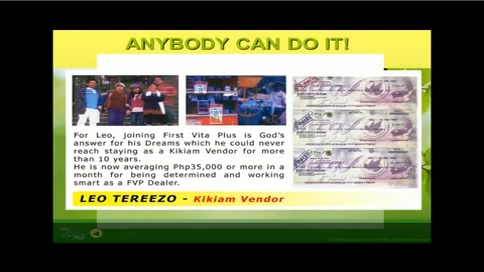 ANYBODY CAN DO IT!
For Leo, joining First Vita Plus is God's
answer for his Dreams which he could never
reach staying as a Kikiam Vendor for more
than 10 years.
He is now averaging Php35,000 or more in a
month for being determined and working
smart as a FVP Dealer.
LEO TEREEZO - Kikiam Vendor